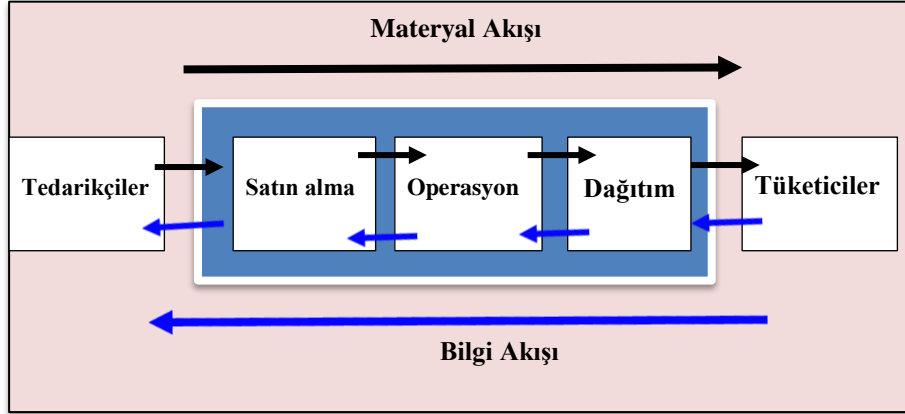 Materyal Akışı
Tedarikçiler
Satın alma
Operasyon
Dağıtım
Tüketiciler
Bilgi Akışı